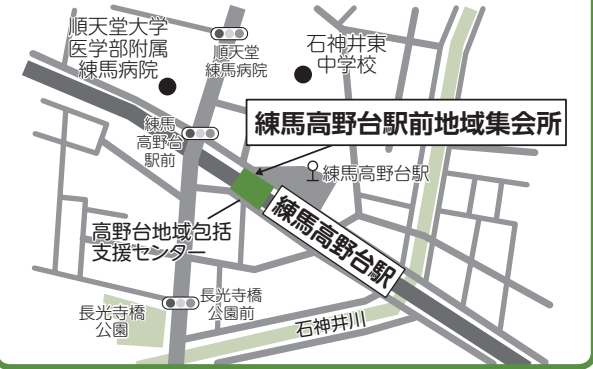 順天堂大学
医学部附属
練馬病院
順天堂
練馬病院
石神井東
中学校
練馬
高野台
駅前
練馬高野台駅前地域集会所
練馬高野台駅
高野台地域包括
支援センター
練馬高野台駅
長光寺橋
公園
長光寺橋
公園前
石神井川